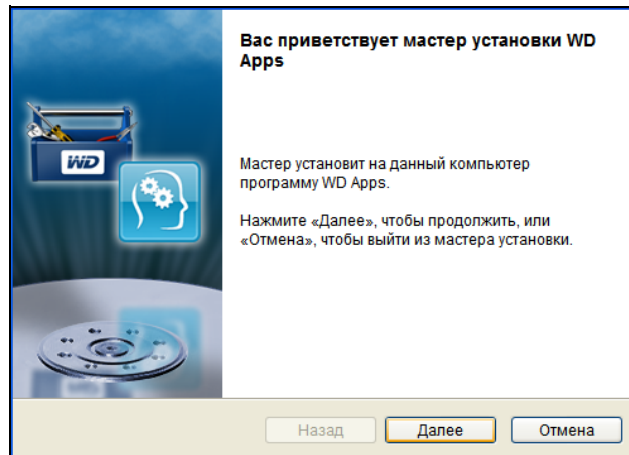 Вас приветствует мастер установки WD
Apps
WD
Мастер установит на данный компьютер
программу WD Apps.
Нажмите «Далее», чтобы продолжить, или
«Отмена», чтобы выйти из мастера установки.
Назад
Далее
Отмена